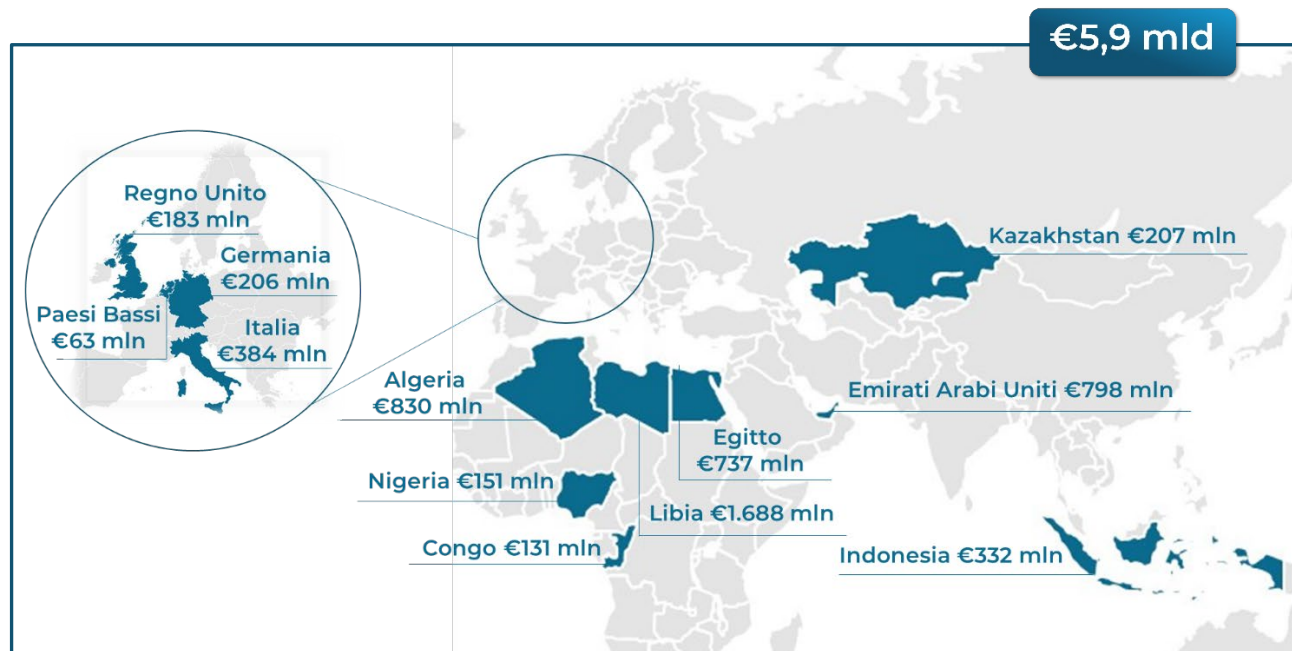 €5,9 mld
Regno Unito
€183 mln
Germania
€206 mln
Paesi Bassi
€63 mln
Italia
€384 mln
Kazakhstan €207 mln
Algeria
€830 mln
Emirati Arabi Uniti €798 mln
Egitto
€737 mln
Nigeria €151 mln
Libia €1.688 mln
Congo €131 mln
Indonesia €332 mln